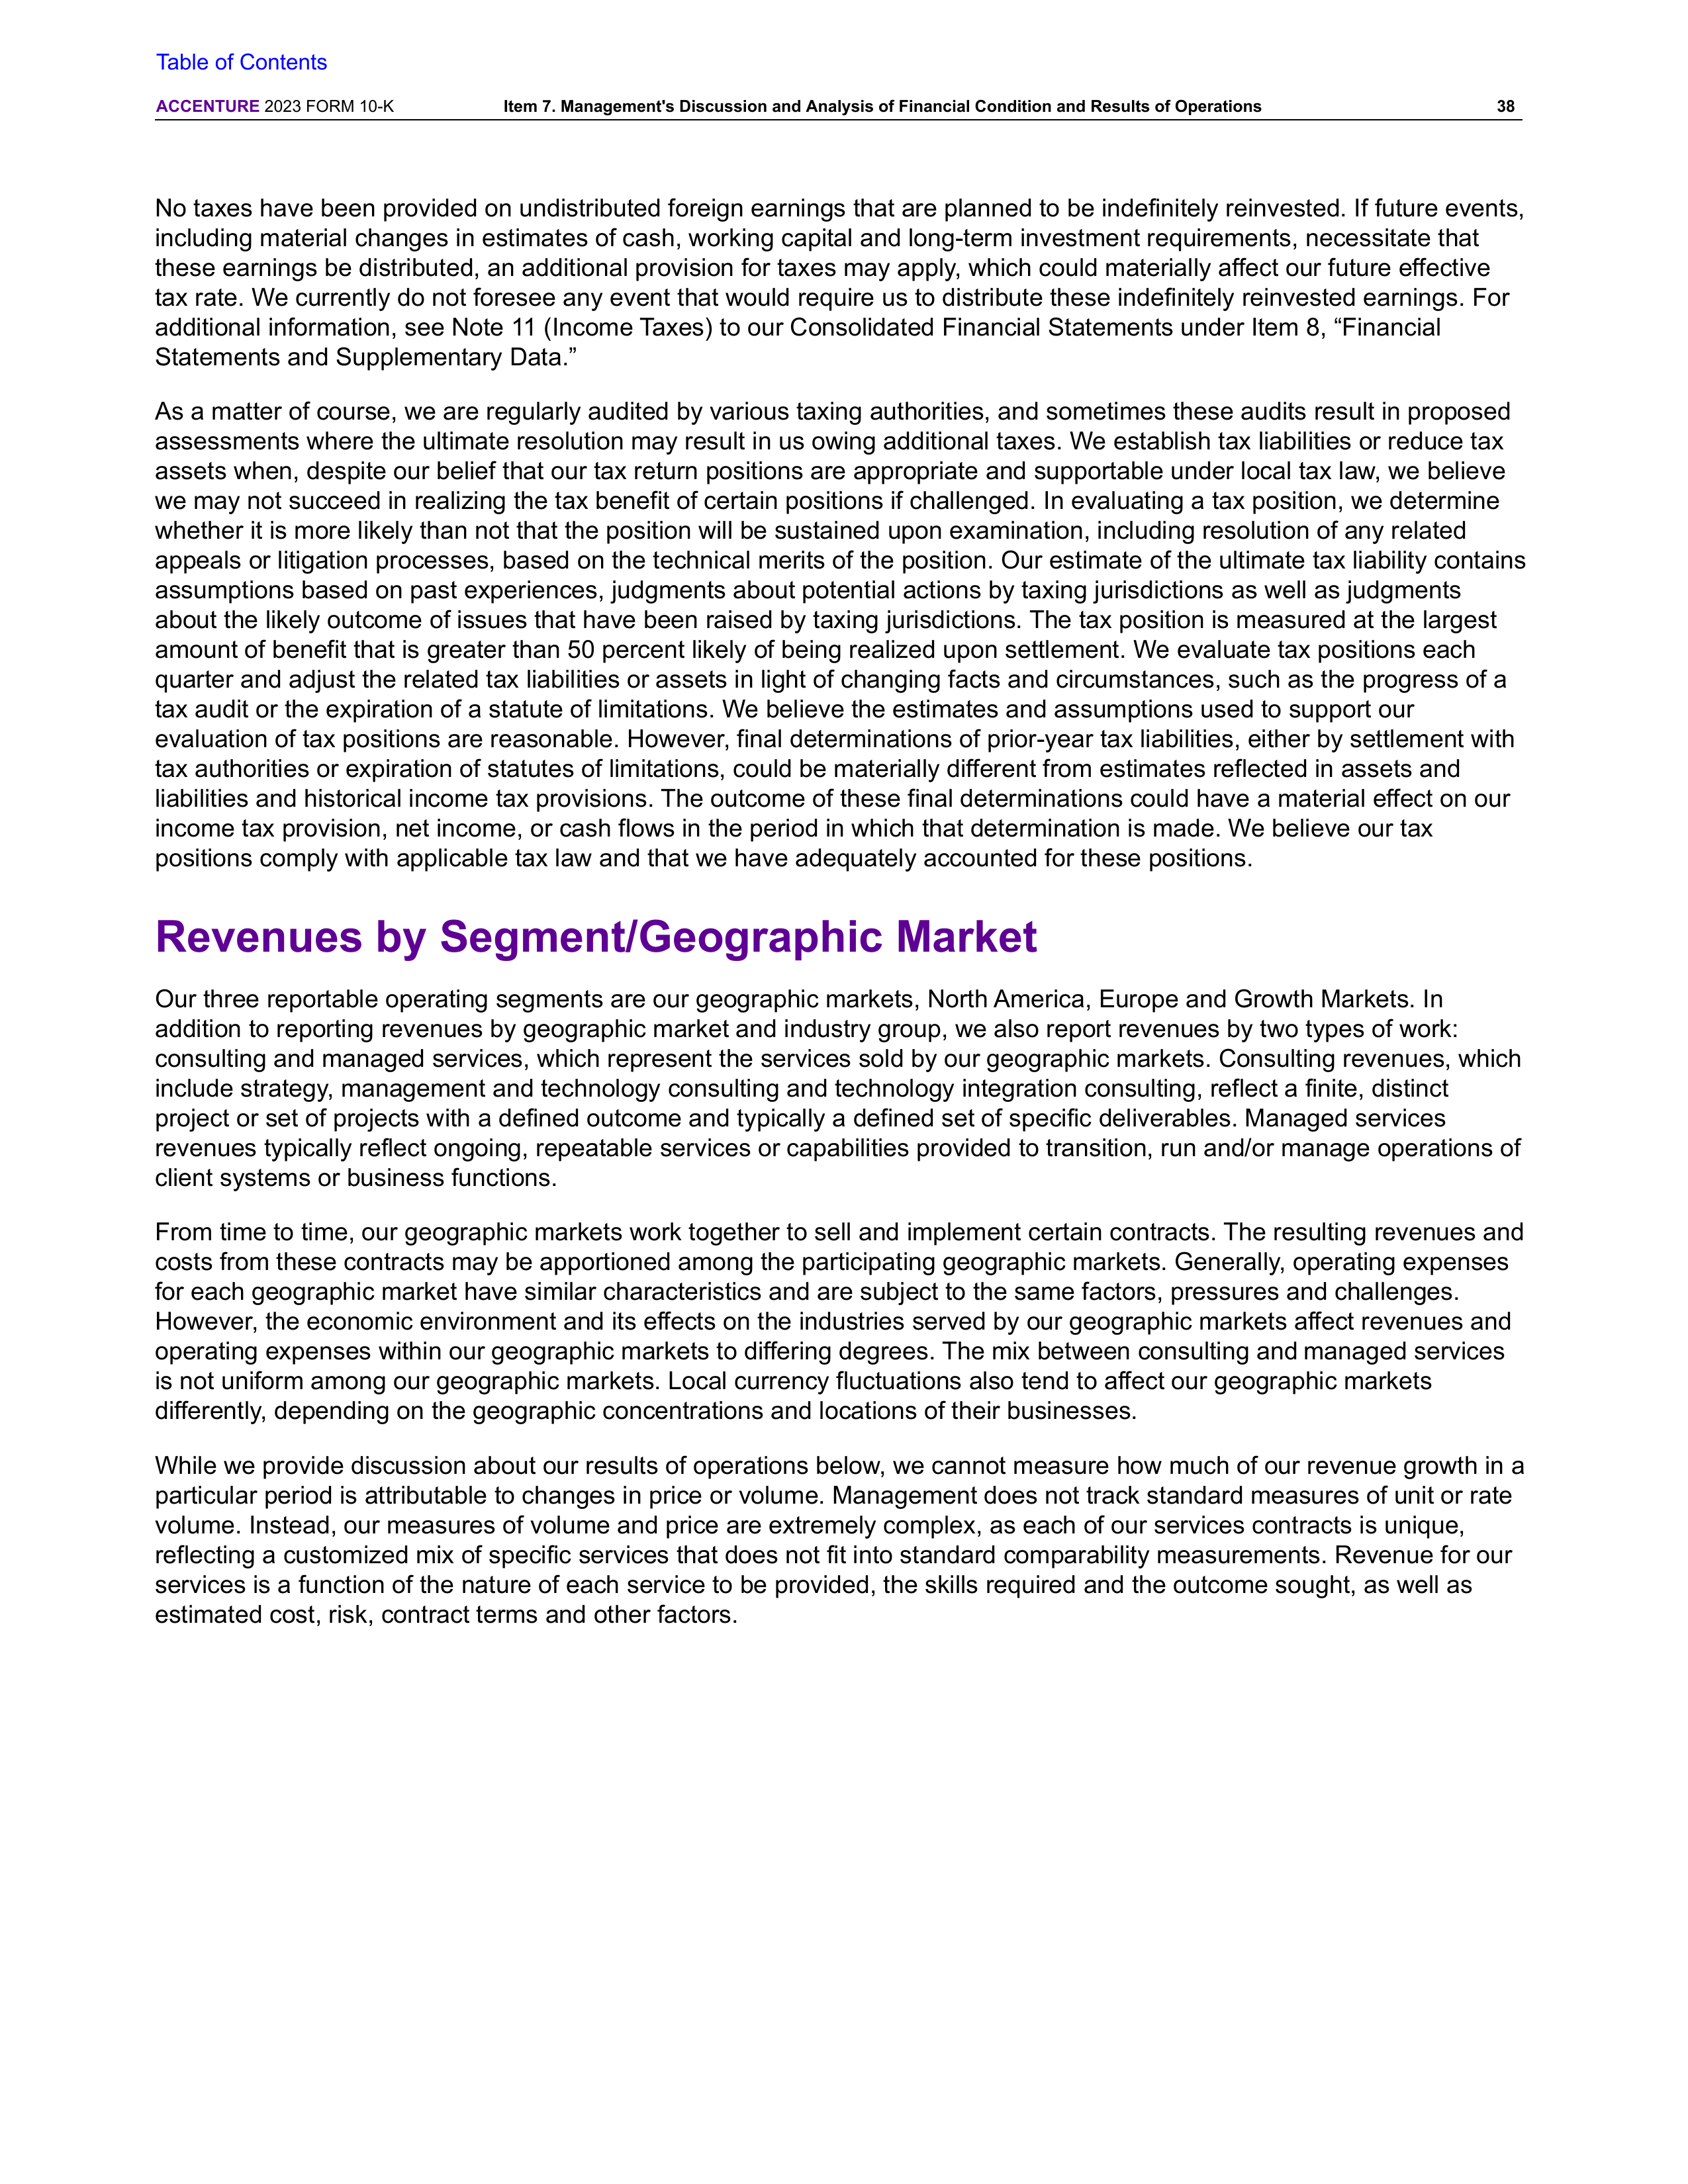 Table of Contents
ACCENTURE 2023 FORM 10-K Item 7. Management's Discussion and Analysis of Financial Condition and Results of Operations 38
No taxes have been provided on undistributed foreign earnings that are planned to be indefinitely reinvested. If future events,
including material changes in estimates of cash, working capital and long-term investment requirements, necessitate that
these earnings be distributed, an additional provision for taxes may apply, which could materially affect our future effective
tax rate. We currently do not foresee any event that would require us to distribute these indefinitely reinvested earnings. For
additional information, see Note 11 (Income Taxes) to our Consolidated Financial Statements under Item 8, “Financial
Statements and Supplementary Data.”
As a matter of course, we are regularly audited by various taxing authorities, and sometimes these audits result in proposed
assessments where the ultimate resolution may result in us owing additional taxes. We establish tax liabilities or reduce tax
assets when, despite our belief that our tax return positions are appropriate and supportable under local tax law, we believe
we may not succeed in realizing the tax benefit of certain positions if challenged. In evaluating a tax position, we determine
whether it is more likely than not that the position will be sustained upon examination, including resolution of any related
appeals or litigation processes, based on the technical merits of the position. Our estimate of the ultimate tax liability contains
assumptions based on past experiences, judgments about potential actions by taxing jurisdictions as well as judgments
about the likely outcome of issues that have been raised by taxing jurisdictions. The tax position is measured at the largest
amount of benefit that is greater than 50 percent likely of being realized upon settlement. We evaluate tax positions each
quarter and adjust the related tax liabilities or assets in light of changing facts and circumstances, such as the progress of a
tax audit or the expiration of a statute of limitations. We believe the estimates and assumptions used to support our
evaluation of tax positions are reasonable. However, final determinations of prior-year tax liabilities, either by settlement with
tax authorities or expiration of statutes of limitations, could be materially different from estimates reflected in assets and
liabilities and historical income tax provisions. The outcome of these final determinations could have a material effect on our
income tax provision, net income, or cash flows in the period in which that determination is made. We believe our tax
positions comply with applicable tax law and that we have adequately accounted for these positions.
Revenues by Segment/Geographic Market
Our three reportable operating segments are our geographic markets, North America, Europe and Growth Markets. In
addition to reporting revenues by geographic market and industry group, we also report revenues by two types of work:
consulting and managed services, which represent the services sold by our geographic markets. Consulting revenues, which
include strategy, management and technology consulting and technology integration consulting, reflect a finite, distinct
project or set of projects with a defined outcome and typically a defined set of specific deliverables. Managed services
revenues typically reflect ongoing, repeatable services or capabilities provided to transition, run and/or manage operations of
client systems or business functions.
From time to time, our geographic markets work together to sell and implement certain contracts. The resulting revenues and
costs from these contracts may be apportioned among the participating geographic markets. Generally, operating expenses
for each geographic market have similar characteristics and are subject to the same factors, pressures and challenges.
However, the economic environment and its effects on the industries served by our geographic markets affect revenues and
operating expenses within our geographic markets to differing degrees. The mix between consulting and managed services
is not uniform among our geographic markets. Local currency fluctuations also tend to affect our geographic markets
differently, depending on the geographic concentrations and locations of their businesses.
While we provide discussion about our results of operations below, we cannot measure how much of our revenue growth in a
particular period is attributable to changes in price or volume. Management does not track standard measures of unit or rate
volume. Instead, our measures of volume and price are extremely complex, as each of our services contracts is unique,
reflecting a customized mix of specific services that does not fit into standard comparability measurements. Revenue for our
services is a function of the nature of each service to be provided, the skills required and the outcome sought, as well as
estimated cost, risk, contract terms and other factors.